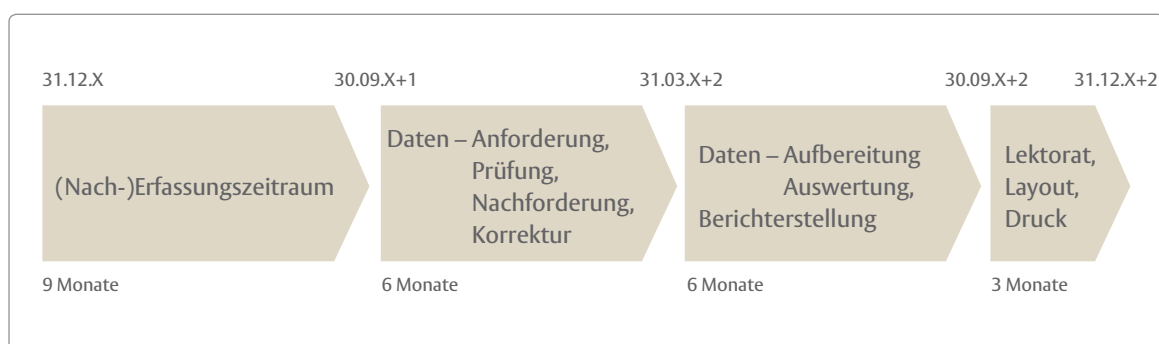 31.12.X
30.09.X+1
31.03.X+2
30.09.X+2
31.12.X+2
(Nach-)Erfassungszeitraum
Daten – Anforderung,
Prüfung,
Nachforderung,
Korrektur
Daten – Aufbereitung
Auswertung,
Berichterstellung
Lektorat,
Layout,
Druck
9 Monate
6 Monate
6 Monate
3 Monate